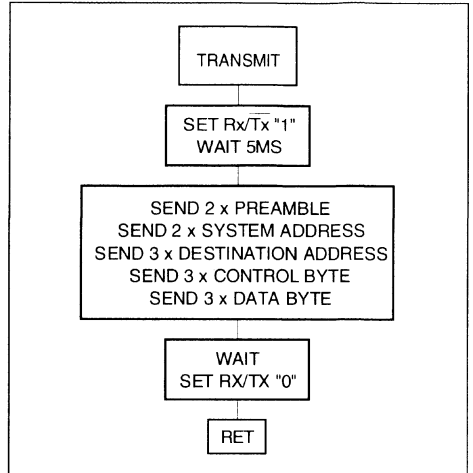 TRANSMIT
SET Rx/T̅x̅ "1"
WAIT 5MS
SEND 2 x PREAMBLE
SEND 2 x SYSTEM ADDRESS
SEND 3 x DESTINATION ADDRESS
SEND 3 x CONTROL BYTE
SEND 3 x DATA BYTE
WAIT
SET RX/TX "0"
RET